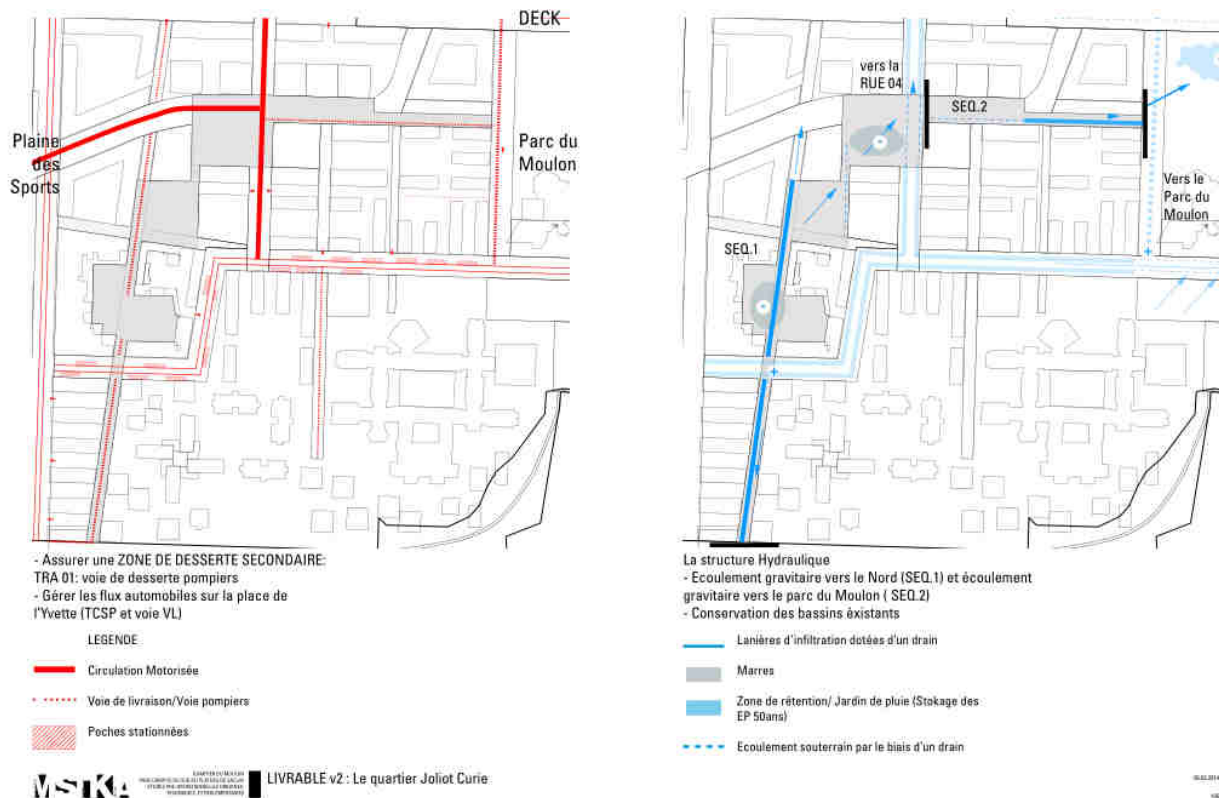 DECK
Plaine
des
Sports
Parc du
Moulon
- Assurer une ZONE DE DESSERTE SECONDAIRE:
TRA 01: voie de desserte pompiers
- Gérer les flux automobiles sur la place de
l'Yvette (TCSP et voie VL)
LEGENDE
Circulation Motorisée
Voie de livraison/Voie pompiers
Poches stationnées
vers la
RUE 04
SEQ.2
SEQ.1
Vers le
Parc du
Moulon
La structure Hydraulique
- Ecoulement gravitaire vers le Nord (SEQ.1) et écoulement
gravitaire vers le parc du Moulon ( SEQ.2)
- Conservation des bassins éxistants
Lanières d'infiltration dotées d'un drain
Marres
Zone de rétention/ Jardin de pluie (Stokage des
EP 50ans)
Ecoulement souterrain par le biais d'un drain
MSTKA
LIVRABLE v2 : Le quartier Joliot Curie